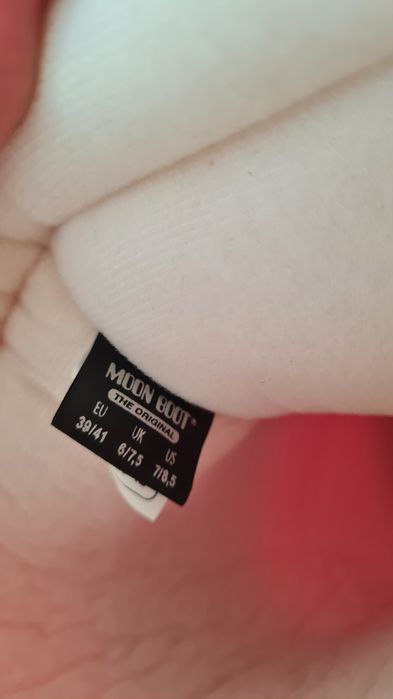 MOON BOOT®
THE ORIGINAL
EU UK US
39/41 6/7,5 7/8,5